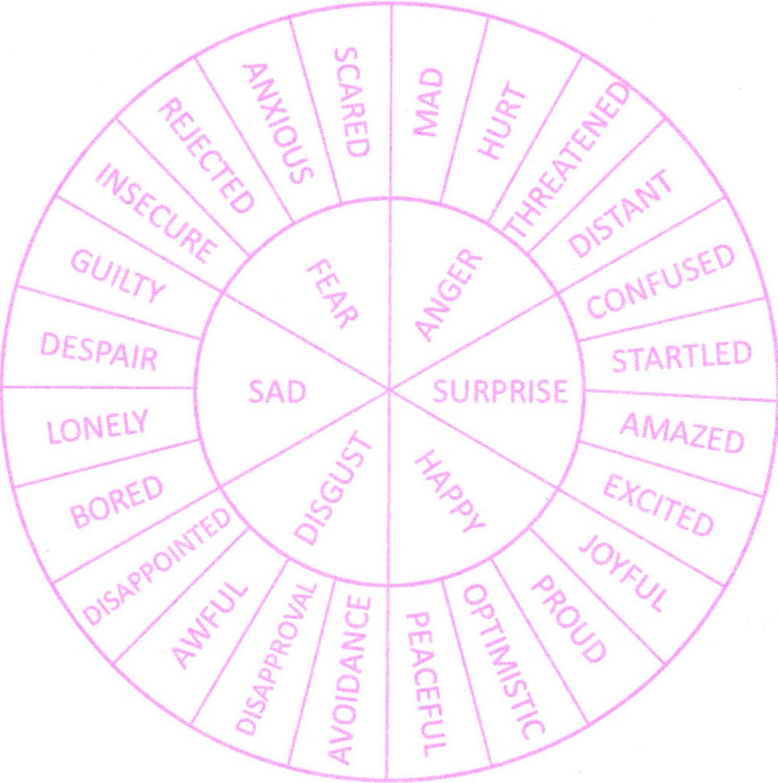 MAD
HURT
THREATENED
DISTANT
CONFUSED
STARTLED
AMAZED
EXCITED
JOYFUL
PROUD
OPTIMISTIC
PEACEFUL
AVOIDANCE
DISAPPROVAL
AWFUL
DISAPPOINTED
BORED
LONELY
DESPAIR
GUILTY
INSECURE
REJECTED
ANXIOUS
SCARED
ANGER
SURPRISE
HAPPY
DISGUST
SAD
FEAR